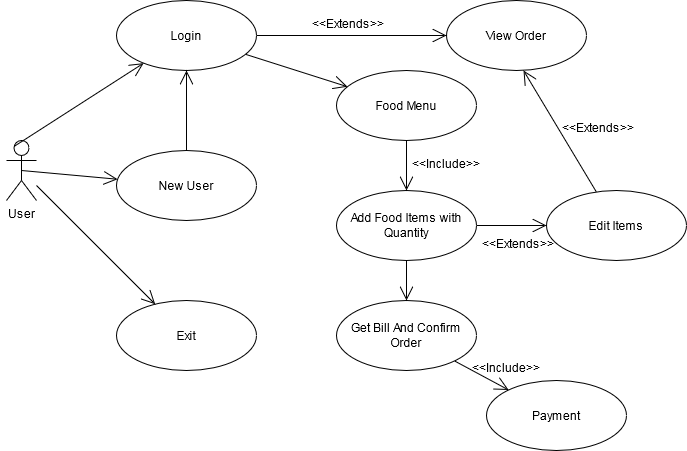 <<Extends>>
Login
View Order
Food Menu
<<Extends>>
<<Include>>
New User
User
Add Food Items with
Quantity
Edit Items
<<Extends>>
Get Bill And Confirm
Order
Exit
<<Include>>
Payment